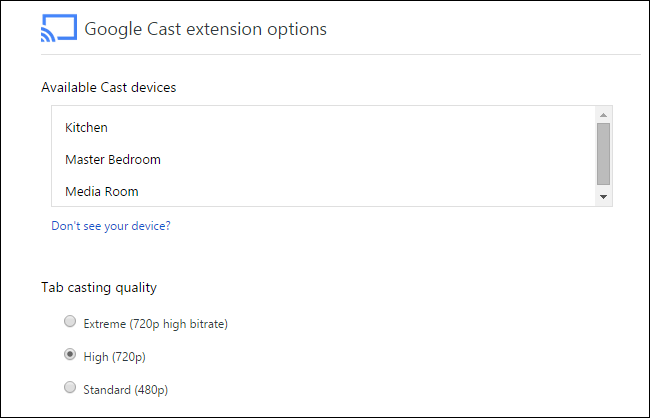 Google Cast extension options
Available Cast devices
Kitchen
Master Bedroom
Media Room
Don't see your device?
Tab casting quality
Extreme (720p high bitrate)
High (720p)
Standard (480p)